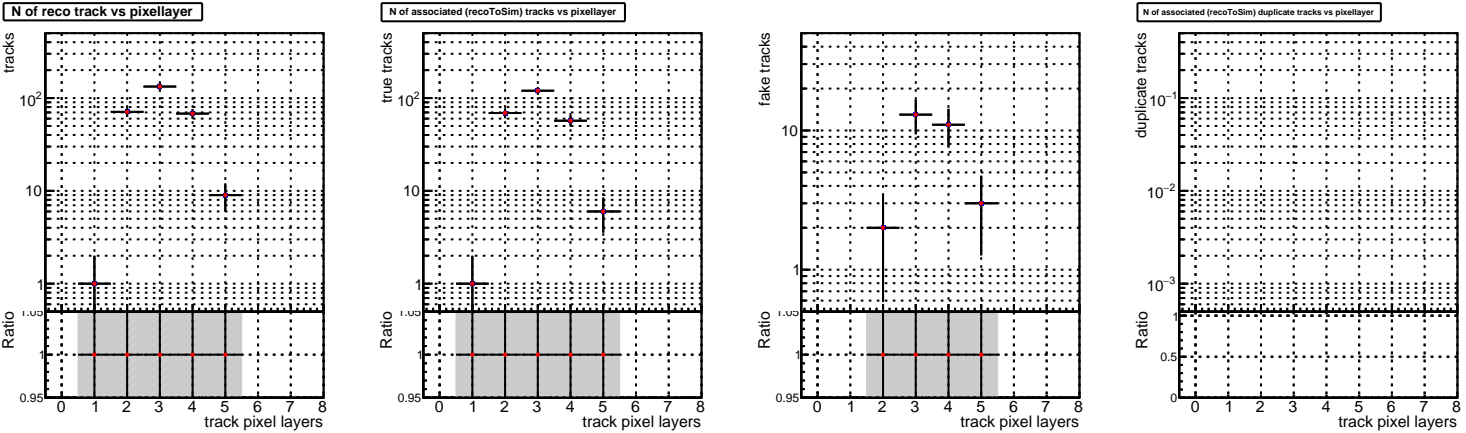 N of reco track vs pixellayer
tracks
10²
10
1
1.05
Ratio
1
0.95
0 1 2 3 4 5 6 7 8
track pixel layers
N of associated (recoToSim) tracks vs pixellayer
true tracks
10²
10
1
1.05
Ratio
1
0.95
0 1 2 3 4 5 6 7 8
track pixel layers
fake tracks
10
1
1.05
Ratio
1
0.95
0 1 2 3 4 5 6 7 8
track pixel layers
N of associated (recoToSim) duplicate tracks vs pixellayer
duplicate tracks
10⁻¹
10⁻²
10⁻³
1
Ratio
0.5
0
0 1 2 3 4 5 6 7 8
track pixel layers